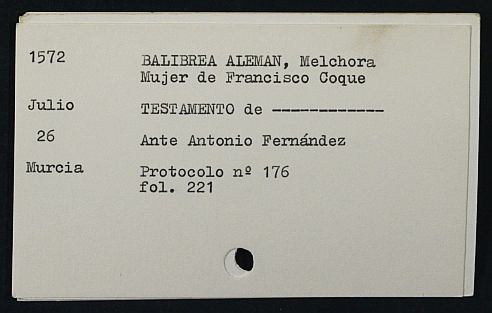 1572 BALIBREA ALEMAN, Melchora
Mujer de Francisco Coque
Julio TESTAMENTO de ------------
26 Ante Antonio Fernández
Murcia Protocolo nº 176
fol. 221